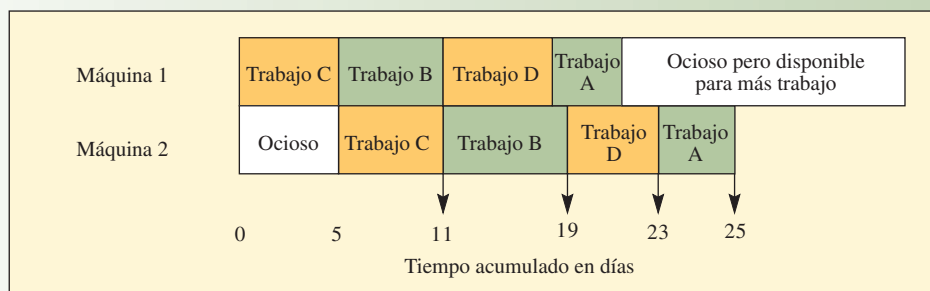 Máquina 1
Trabajo C
Trabajo B
Trabajo D
Trabajo
A
Ocioso pero disponible
para más trabajo
Máquina 2
Ocioso
Trabajo C
Trabajo B
Trabajo
D
Trabajo
A
0 5 11 19 23 25
Tiempo acumulado en días